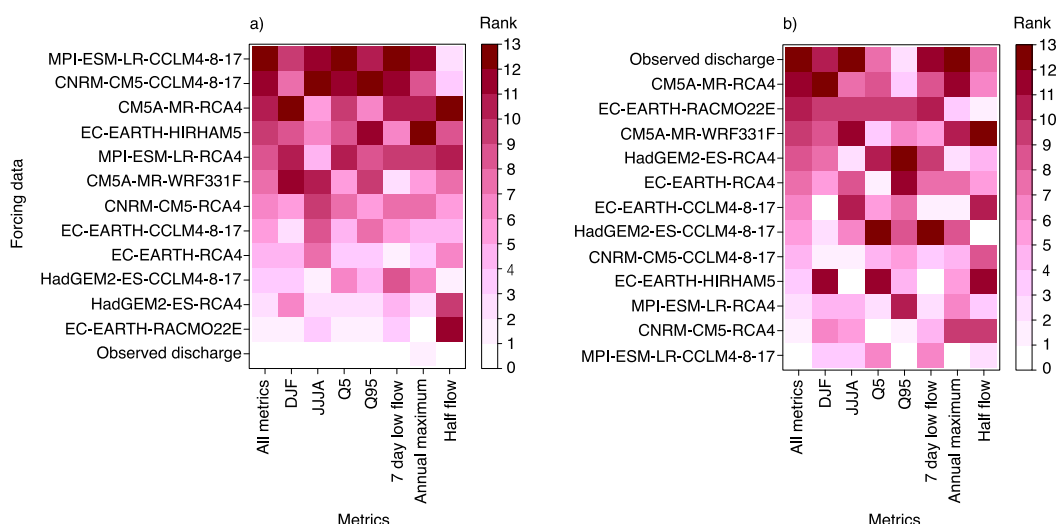 a)
Rank
Forcing data
MPI-ESM-LR-CCLM4-8-17
CNRM-CM5-CCLM4-8-17
CM5A-MR-RCA4
EC-EARTH-HIRHAM5
MPI-ESM-LR-RCA4
CM5A-MR-WRF331F
CNRM-CM5-RCA4
EC-EARTH-CCLM4-8-17
EC-EARTH-RCA4
HadGEM2-ES-CCLM4-8-17
HadGEM2-ES-RCA4
EC-EARTH-RACMO22E
Observed discharge
13
12
11
10
9
8
7
6
5
4
3
2
1
0
All metrics
DJF
JJJA
Q5
Q95
7 day low flow
Annual maximum
Half flow
Metrics
b)
Rank
Observed discharge
CM5A-MR-RCA4
EC-EARTH-RACMO22E
CM5A-MR-WRF331F
HadGEM2-ES-RCA4
EC-EARTH-RCA4
EC-EARTH-CCLM4-8-17
HadGEM2-ES-CCLM4-8-17
CNRM-CM5-CCLM4-8-17
EC-EARTH-HIRHAM5
MPI-ESM-LR-RCA4
CNRM-CM5-RCA4
MPI-ESM-LR-CCLM4-8-17
13
12
11
10
9
8
7
6
5
4
3
2
1
0
All metrics
DJF
JJJA
Q5
Q95
7 day low flow
Annual maximum
Half flow
Metrics